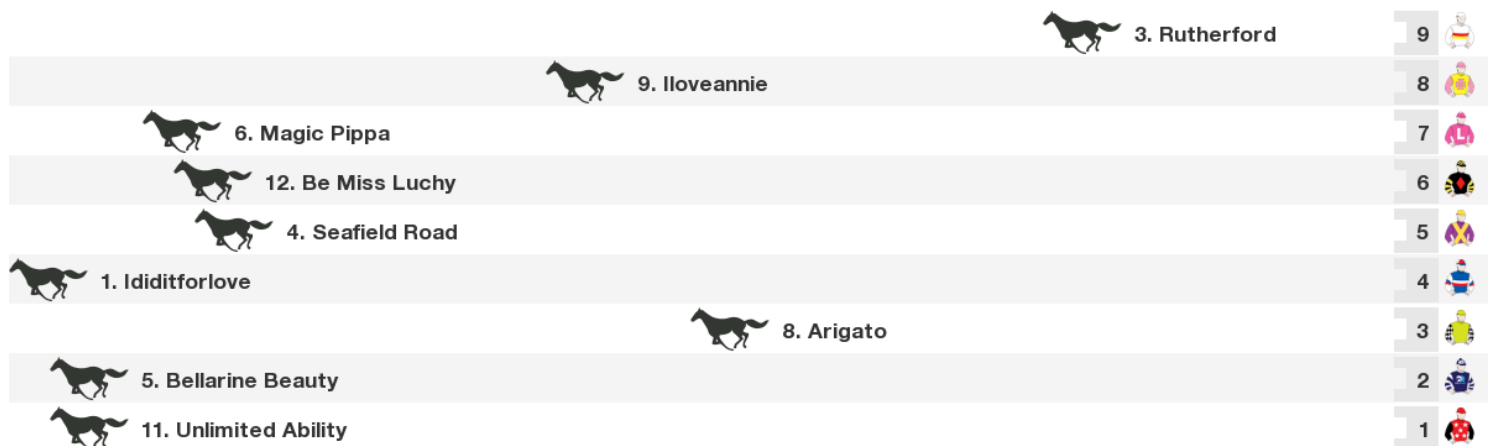 3. Rutherford 9
9. Iloveannie 8
6. Magic Pippa 7
L
12. Be Miss Luchy 6
4. Seafield Road 5
1. Ididitforlove 4
8. Arigato 3
5. Bellarine Beauty 2
11. Unlimited Ability 1